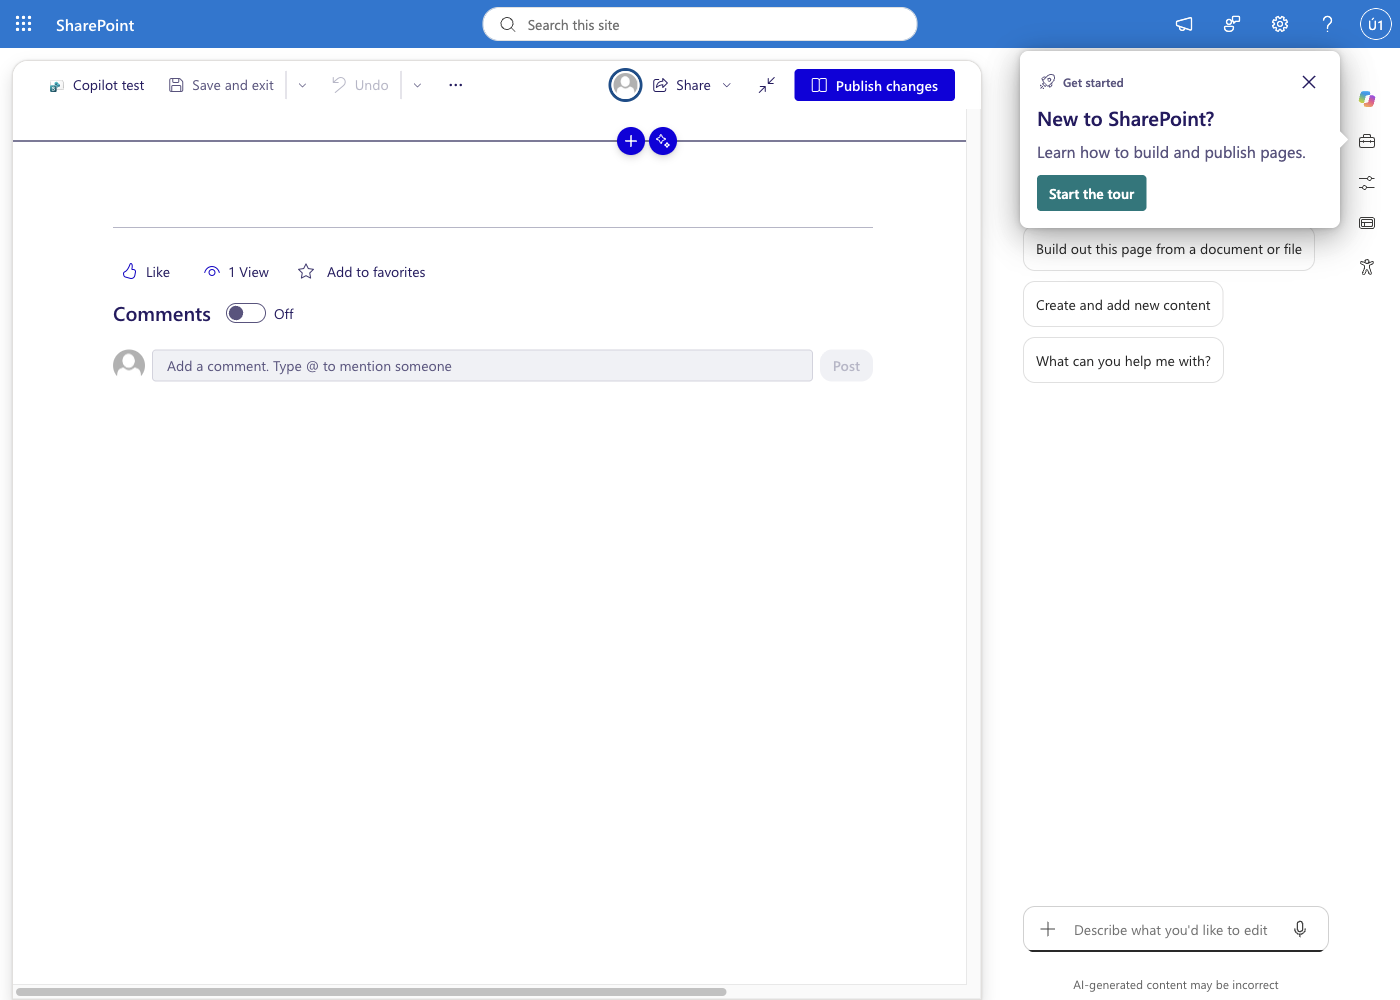 SharePoint
Search this site
Ú1
Copilot test
Save and exit
Undo
Share
Publish changes
Get started
New to SharePoint?
Learn how to build and publish pages.
Start the tour
Build out this page from a document or file
Create and add new content
What can you help me with?
Like
1 View
Add to favorites
Comments
Off
Add a comment. Type @ to mention someone
Post
Describe what you'd like to edit
AI-generated content may be incorrect